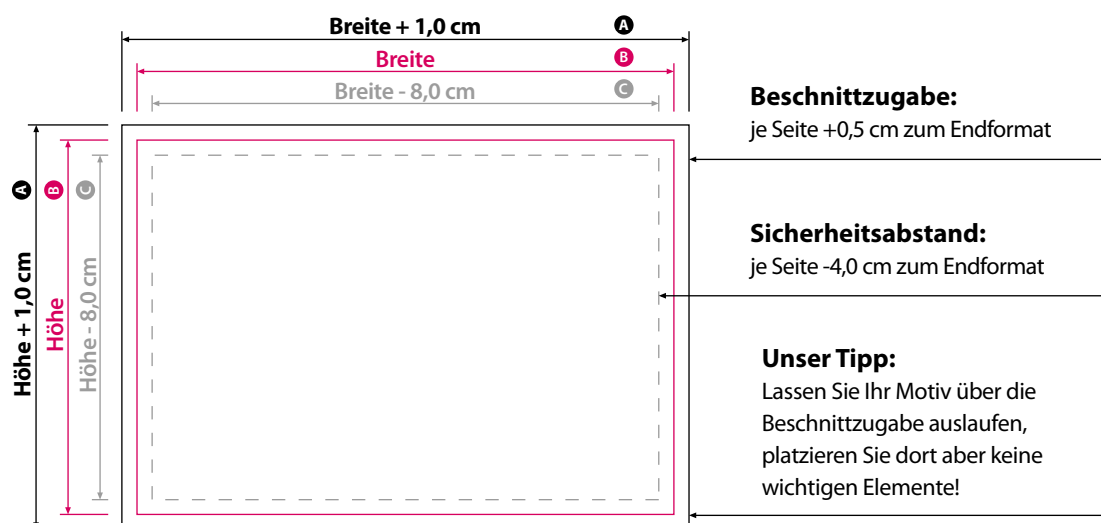 Breite + 1,0 cm A
Breite B
Breite - 8,0 cm C
Höhe + 1,0 cm A
Höhe B
Höhe - 8,0 cm C
Beschnittzugabe:
je Seite +0,5 cm zum Endformat
Sicherheitsabstand:
je Seite -4,0 cm zum Endformat
Unser Tipp:
Lassen Sie Ihr Motiv über die
Beschnittzugabe auslaufen,
platzieren Sie dort aber keine
wichtigen Elemente!